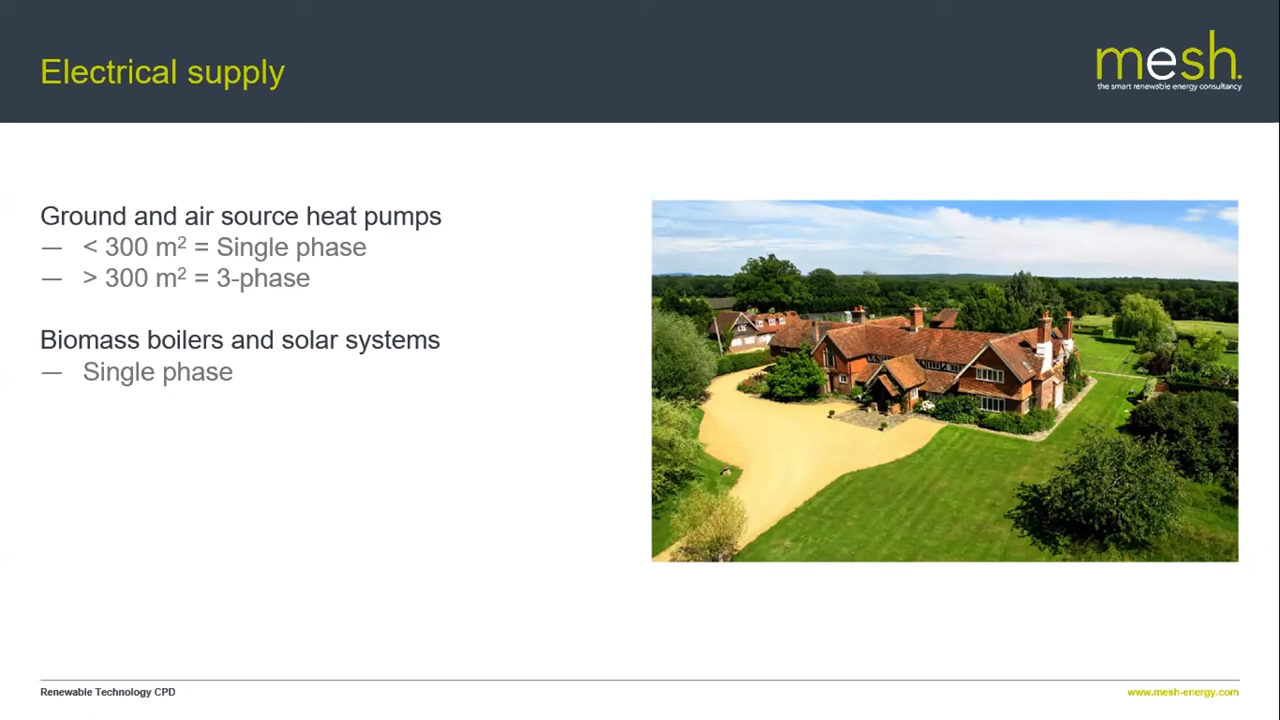 Electrical supply
mesh.
the smart renewable energy consultancy
Ground and air source heat pumps
— < 300 m² = Single phase
— > 300 m² = 3-phase
Biomass boilers and solar systems
— Single phase
Renewable Technology CPD
www.mesh-energy.com